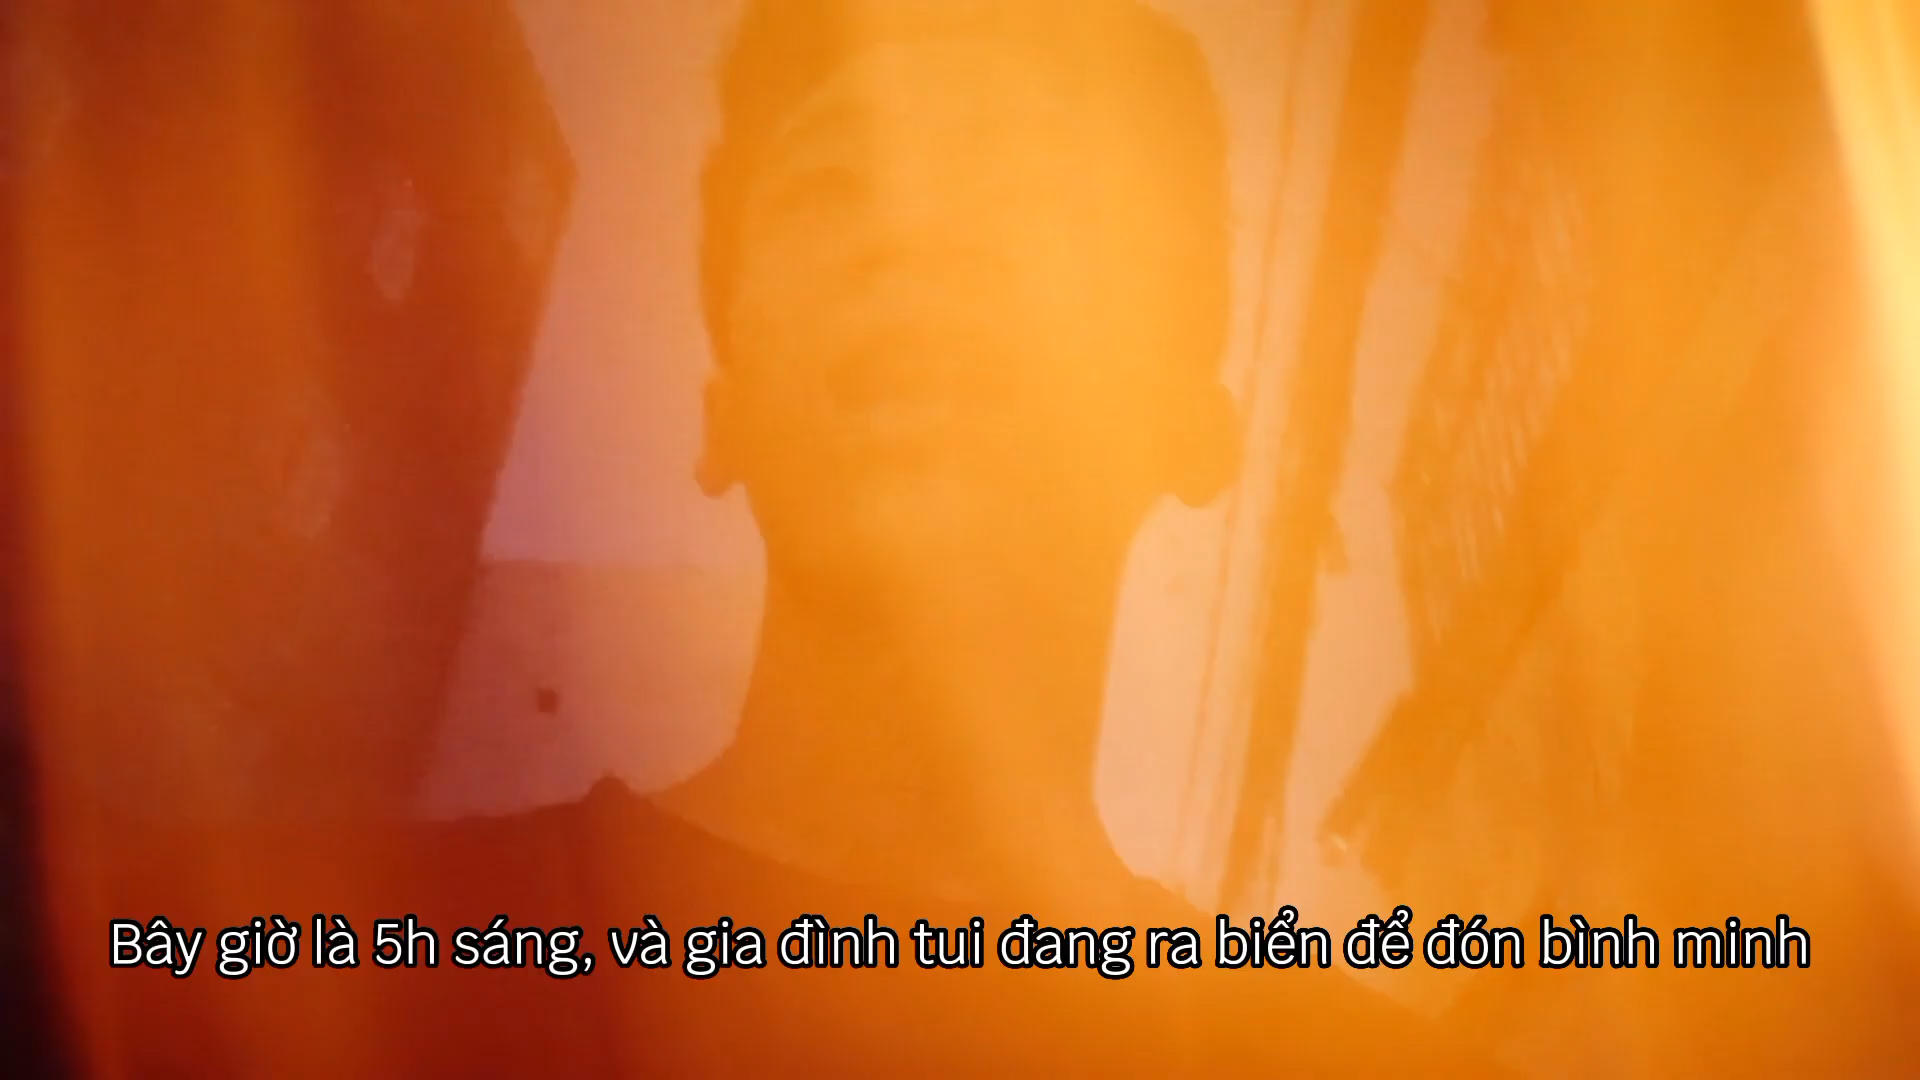 Bây giờ là 5h sáng, và gia đình tui đang ra biển để đón bình minh